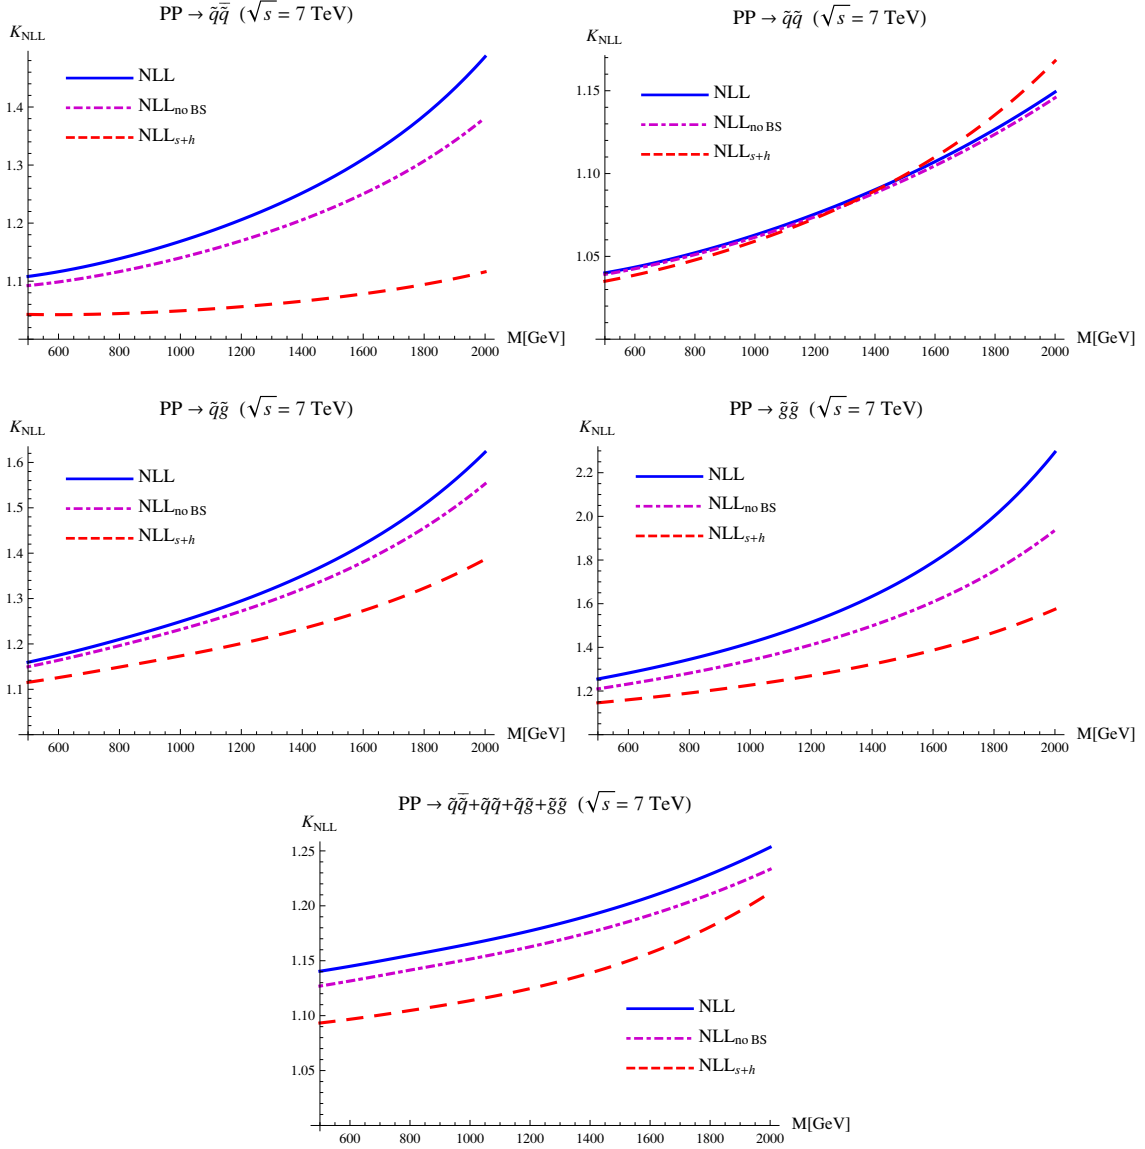 PP → q̃q̃̅ (√s = 7 TeV)
K_NLL
NLL
NLL_no BS
NLL_s+h
1.4
1.3
1.2
1.1
600 800 1000 1200 1400 1600 1800 2000 M[GeV]
PP → q̃q̃ (√s = 7 TeV)
K_NLL
NLL
NLL_no BS
NLL_s+h
1.15
1.10
1.05
600 800 1000 1200 1400 1600 1800 2000 M[GeV]
PP → q̃g̃ (√s = 7 TeV)
K_NLL
NLL
NLL_no BS
NLL_s+h
1.6
1.5
1.4
1.3
1.2
1.1
600 800 1000 1200 1400 1600 1800 2000 M[GeV]
PP → g̃g̃ (√s = 7 TeV)
K_NLL
NLL
NLL_no BS
NLL_s+h
2.2
2.0
1.8
1.6
1.4
1.2
600 800 1000 1200 1400 1600 1800 2000 M[GeV]
PP → q̃q̃̅+q̃q̃+q̃g̃+g̃g̃ (√s = 7 TeV)
K_NLL
1.25
1.20
1.15
1.10
1.05
NLL
NLL_no BS
NLL_s+h
600 800 1000 1200 1400 1600 1800 2000 M[GeV]